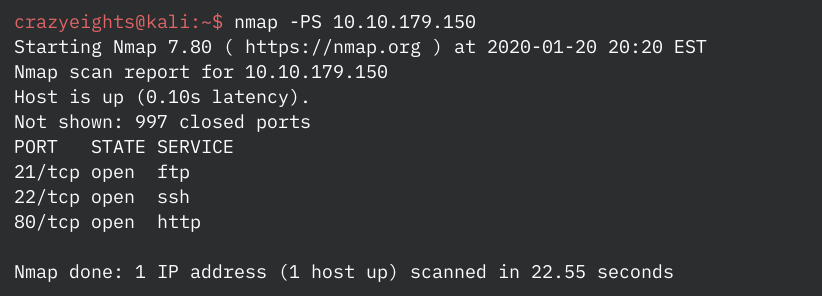 crazyeights@kali:~$ nmap -PS 10.10.179.150
Starting Nmap 7.80 ( https://nmap.org ) at 2020-01-20 20:20 EST
Nmap scan report for 10.10.179.150
Host is up (0.10s latency).
Not shown: 997 closed ports
PORT   STATE SERVICE
21/tcp open  ftp
22/tcp open  ssh
80/tcp open  http
Nmap done: 1 IP address (1 host up) scanned in 22.55 seconds